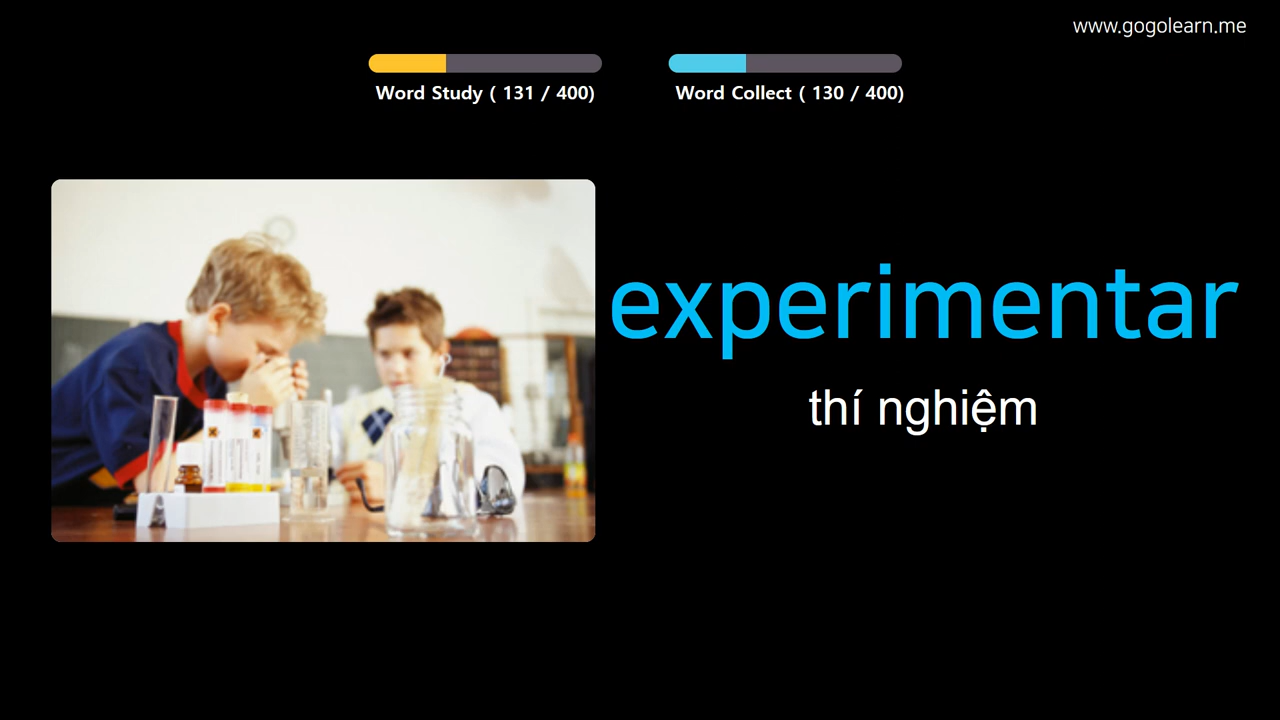 www.gogolearn.me
Word Study ( 131 / 400)
Word Collect ( 130 / 400)
experimentar
thí nghiệm